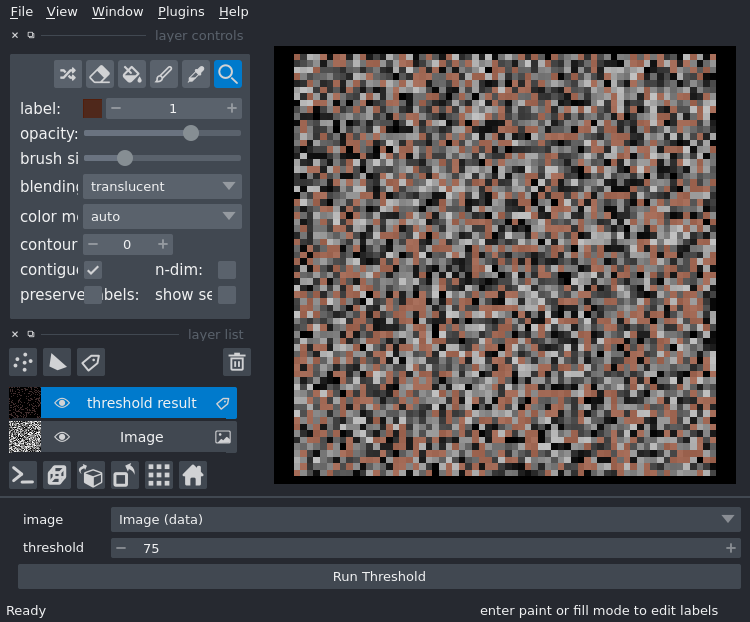 File View Window Plugins Help
layer controls
label: 1
opacity:
brush si
blending translucent
color m auto
contour 0
contigu n-dim:
preserve labels: show se
layer list
threshold result
Image
image Image (data)
threshold 75
Run Threshold
Ready enter paint or fill mode to edit labels